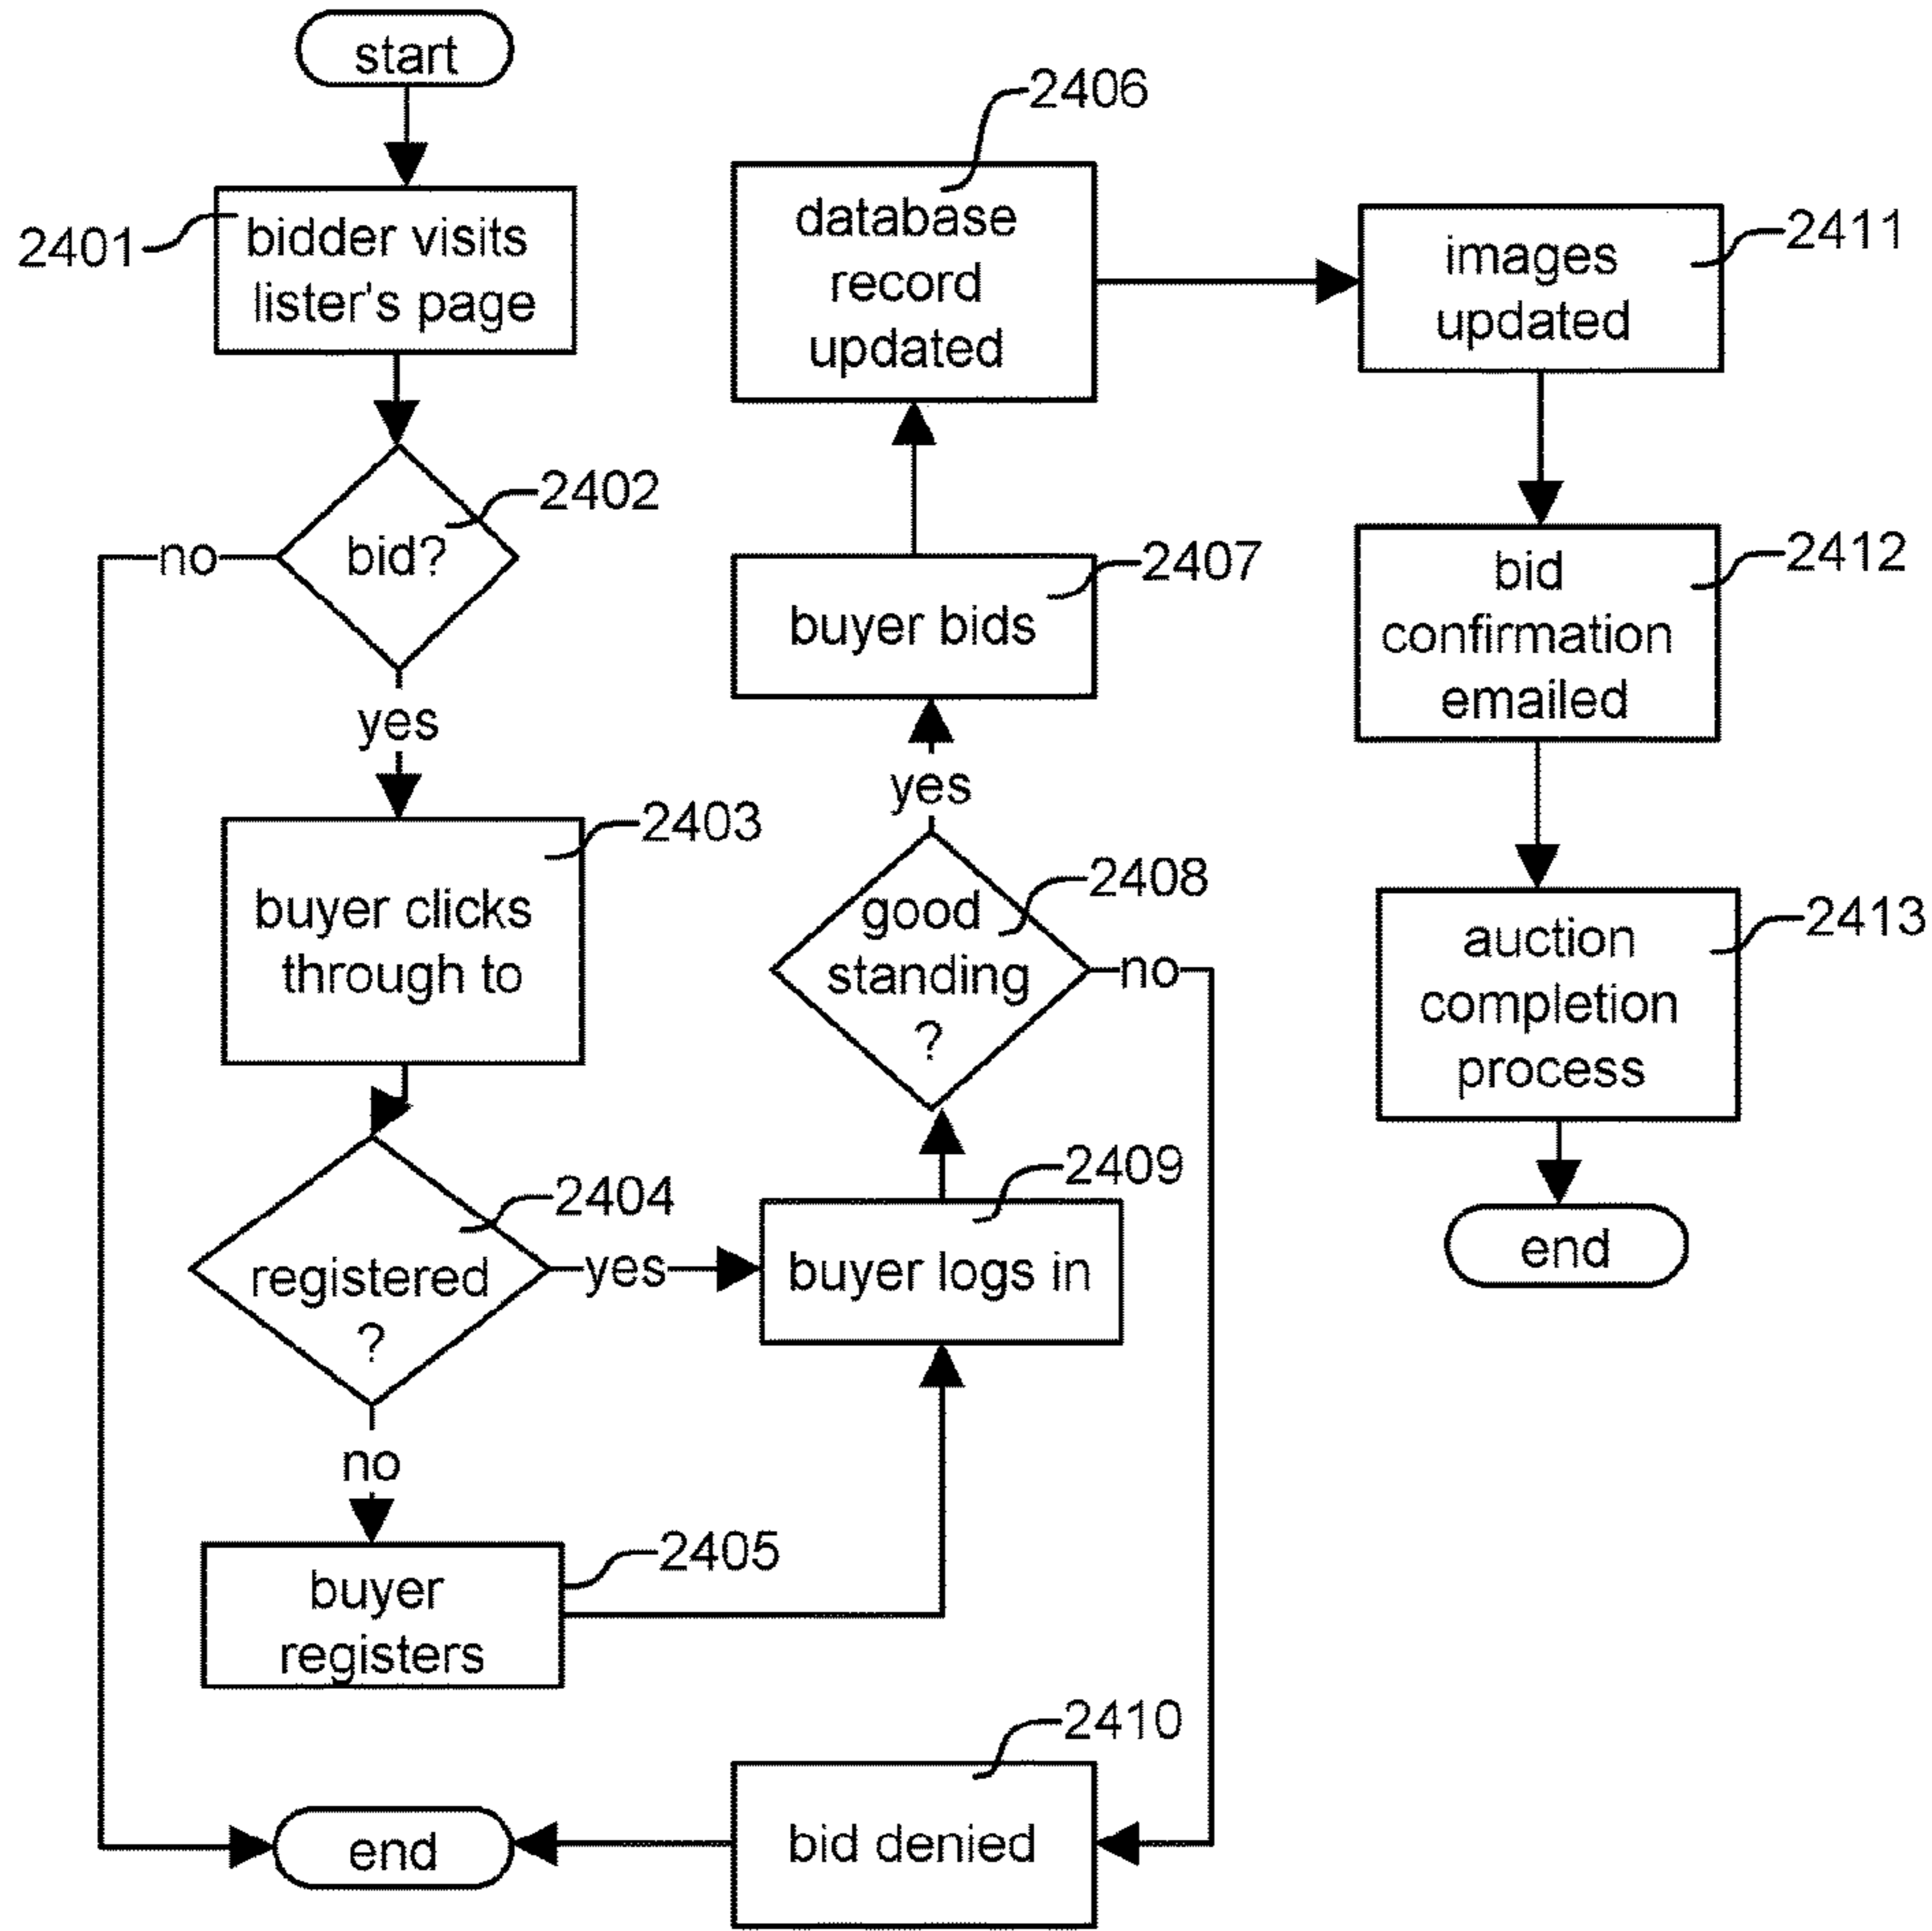 start
2401
bidder visits
lister's page
2402
bid?
no
yes
2403
buyer clicks
through to
2404
registered
?
yes
no
2405
buyer
registers
end
2406
database
record
updated
2407
buyer bids
yes
2408
good
standing
?
no
2409
buyer logs in
2410
bid denied
2411
images
updated
2412
bid
confirmation
emailed
2413
auction
completion
process
end